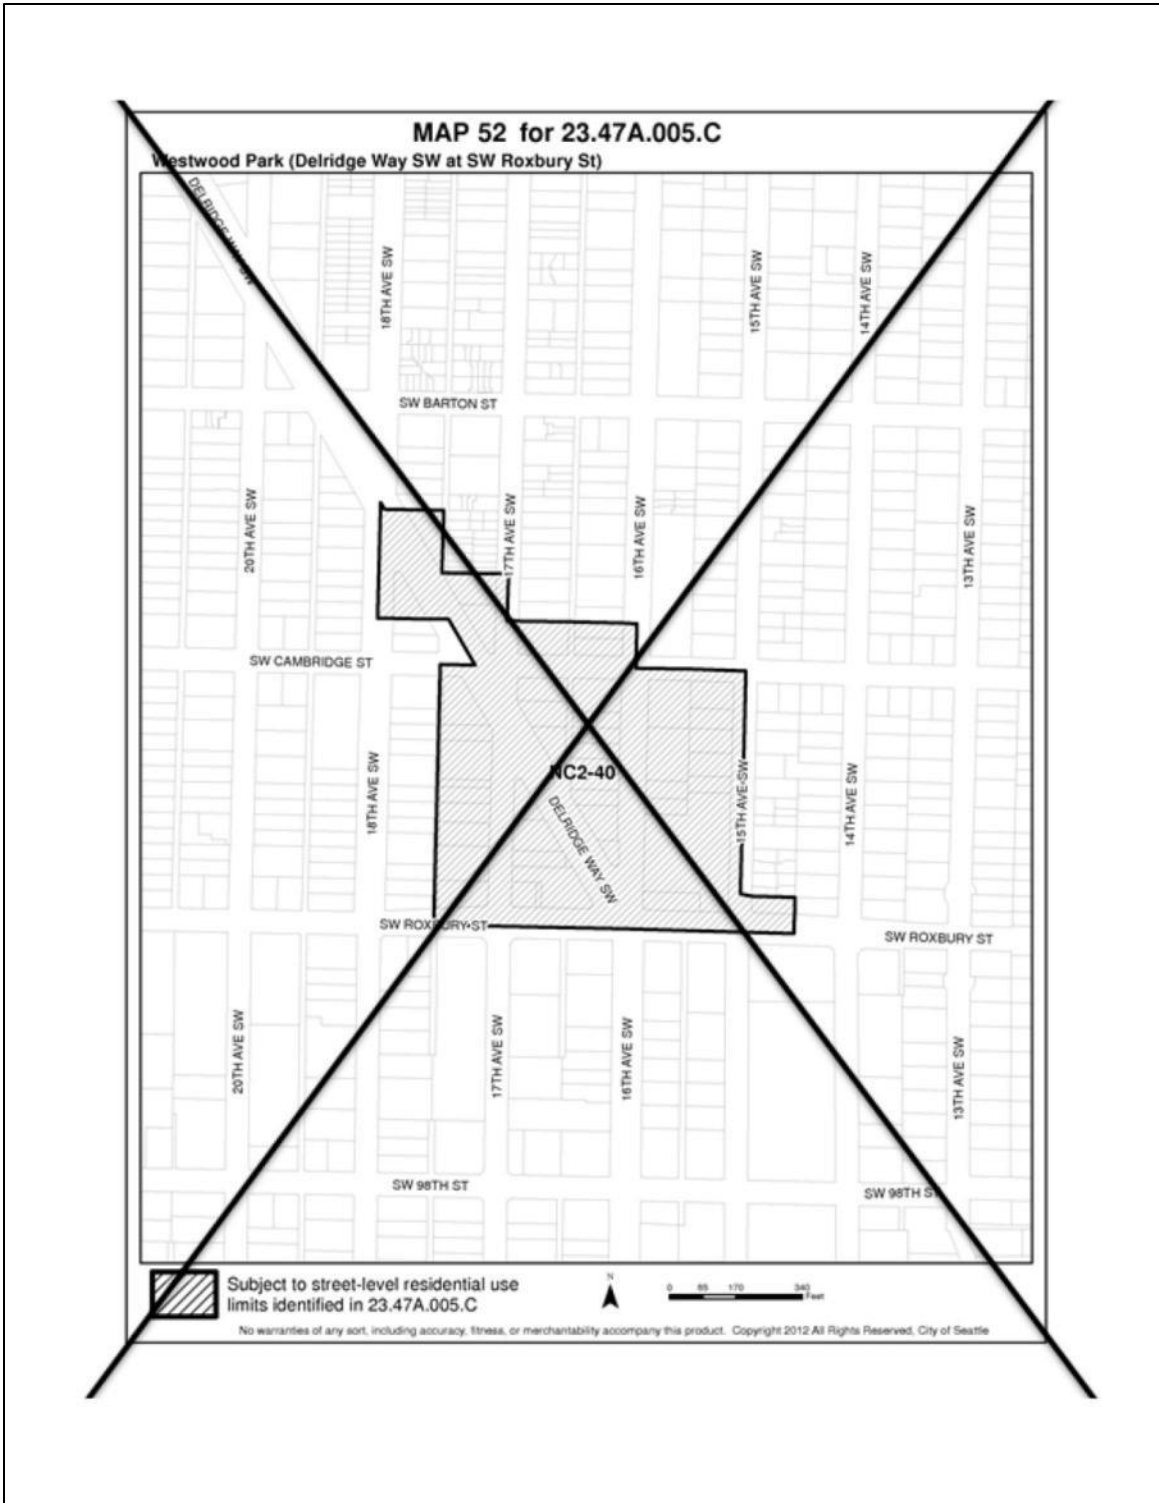 MAP 52 for 23.47A.005.C
Westwood Park (Delridge Way SW at SW Roxbury St)
DELRIDGE WAY SW
18TH AVE SW
15TH AVE SW
14TH AVE SW
SW BARTON ST
20TH AVE SW
17TH AVE SW
16TH AVE SW
13TH AVE SW
SW CAMBRIDGE ST
18TH AVE SW
NC2-40
DELRIDGE WAY SW
15TH AVE SW
14TH AVE SW
SW ROXBURY ST
SW ROXBURY ST
20TH AVE SW
17TH AVE SW
16TH AVE SW
13TH AVE SW
SW 98TH ST
SW 98TH ST
Subject to street-level residential use
limits identified in 23.47A.005.C
N
0 85 170 340
Feet
No warranties of any sort, including accuracy, fitness, or merchantability accompany this product. Copyright 2012 All Rights Reserved, City of Seattle